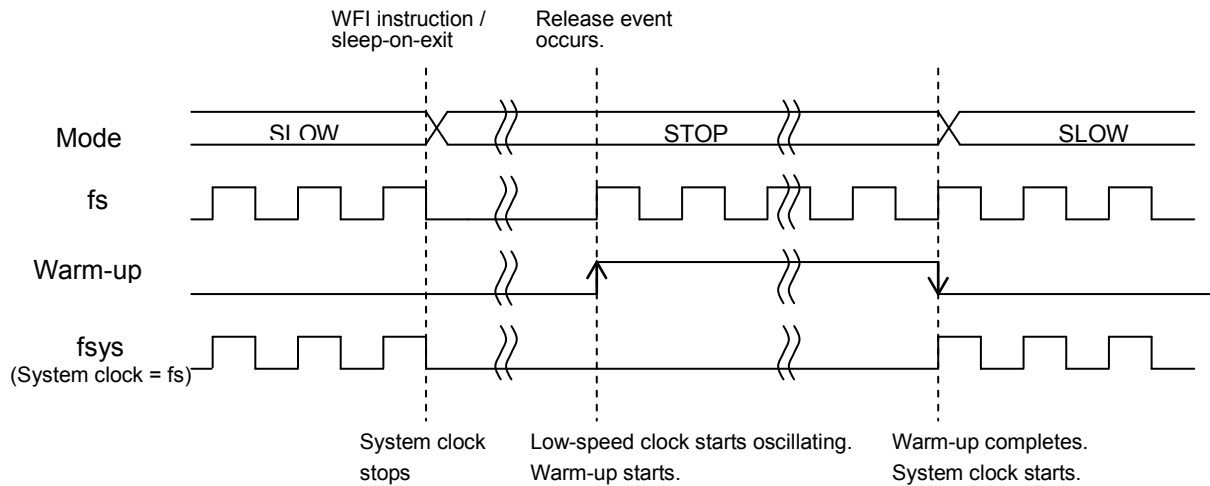 WFI instruction /
sleep-on-exit
Release event
occurs.
Mode
SLOW
STOP
SLOW
fs
Warm-up
fsys
(System clock = fs)
System clock
stops
Low-speed clock starts oscillating.
Warm-up starts.
Warm-up completes.
System clock starts.